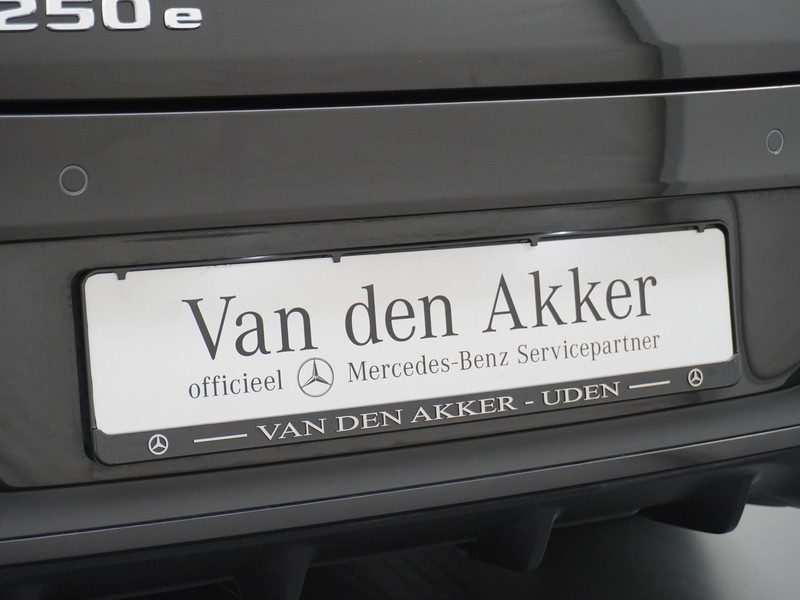 250e
Van den Akker
officieel Mercedes-Benz Servicepartner
VAN DEN AKKER - UDEN